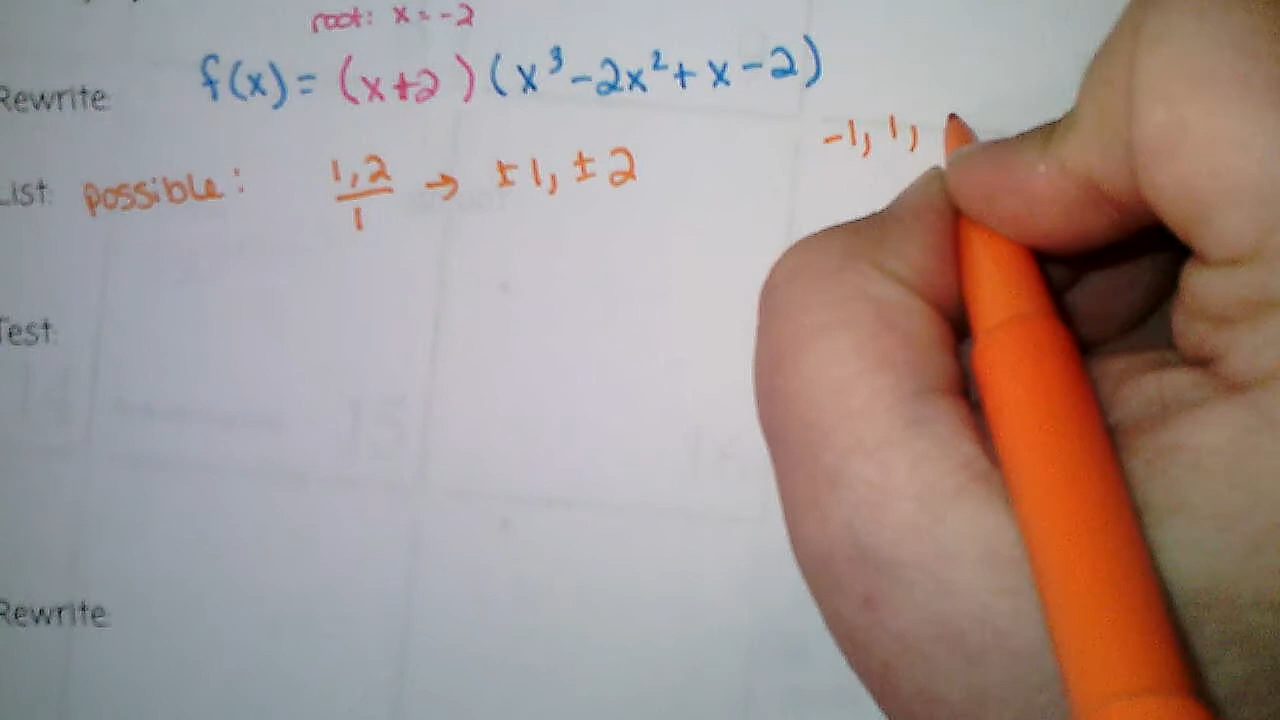 root: x = -2
Rewrite f(x) = (x+2)(x³-2x²+x-2)
-1, 1,
List: possible: 1,2/1 → ±1, ±2
Test:
Rewrite